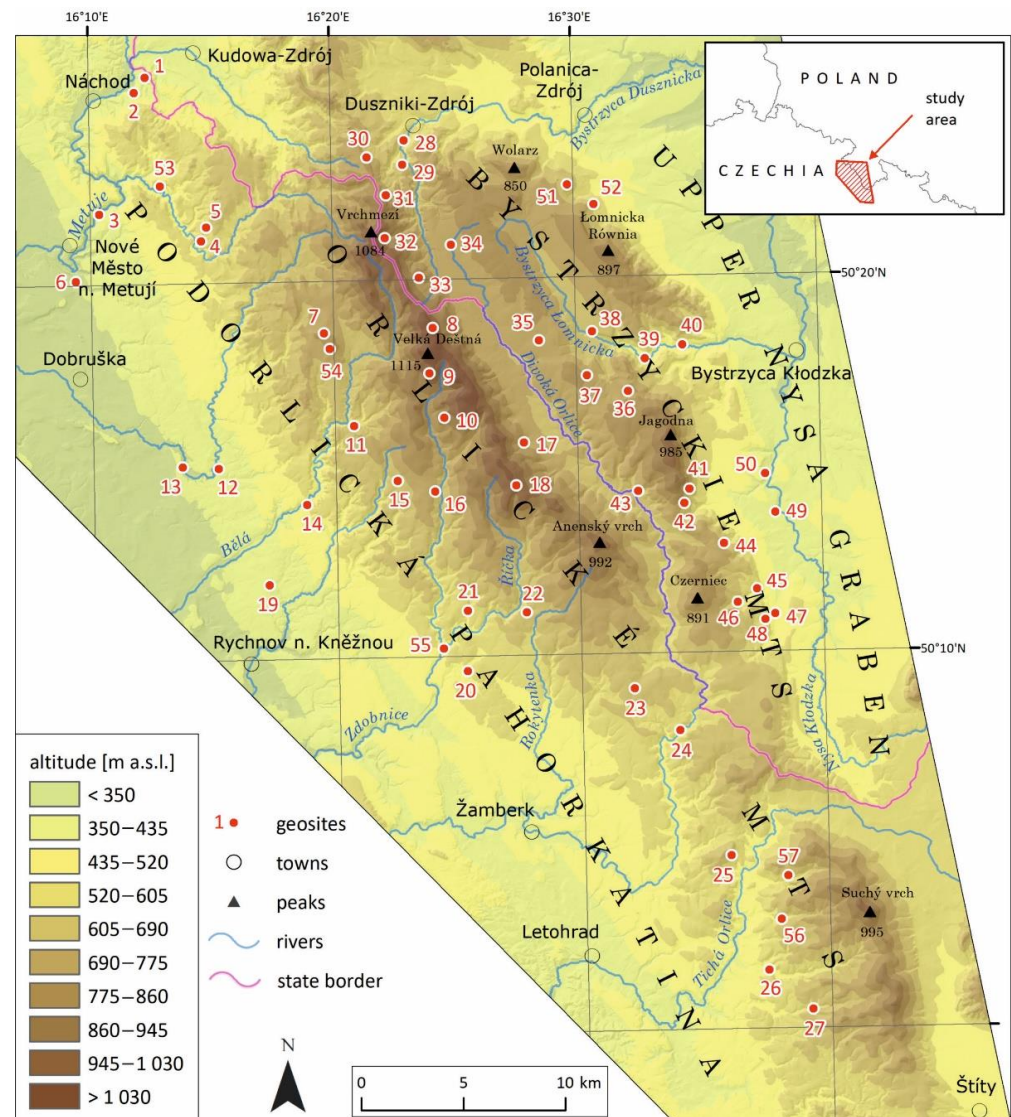 16°10'E
16°20'E
16°30'E
Kudowa-Zdrój
Náchod
1
2
Duszniki-Zdrój
Polanica-
Zdrój
Bystrzyca Dusznicka
POLAND
CZECHIA
study
area
30
28
29
Wolarz
850
51
52
53
3
5
4
Metuje
31
Vrchmezí
1084
32
34
Łomnicka
Równia
897
Nové
Město
n. Metují
6
33
50°20'N
Bystrzyca Łomnicka
7
54
8
Velká Deštná
1115
9
35
38
39
40
Bystrzyca Kłodzka
Dobruška
Divoká Orlice
37
36
10
11
Jagodna
985
17
13
12
15
16
18
41
42
43
50
49
14
Bělá
Říčka
Anenský vrch
992
44
19
Czerniec
891
45
46
47
48
21
22
Rychnov n. Kněžnou
55
20
50°10'N
Zdobnice
Rokytenka
23
24
Nysa Kłodzka
PODORLICKÁ PAHORKATINA
ORLICKÉ MTS
BYSTRZYCKIE MTS
UPPER NYSA GRABEN
Žamberk
25
57
Suchý vrch
995
56
Letohrad
Tichá Orlice
26
27
Štíty
altitude [m a.s.l.]
< 350
350–435
435–520
520–605
605–690
690–775
775–860
860–945
945–1 030
> 1 030
1 geosites
towns
peaks
rivers
state border
N
0 5 10 km